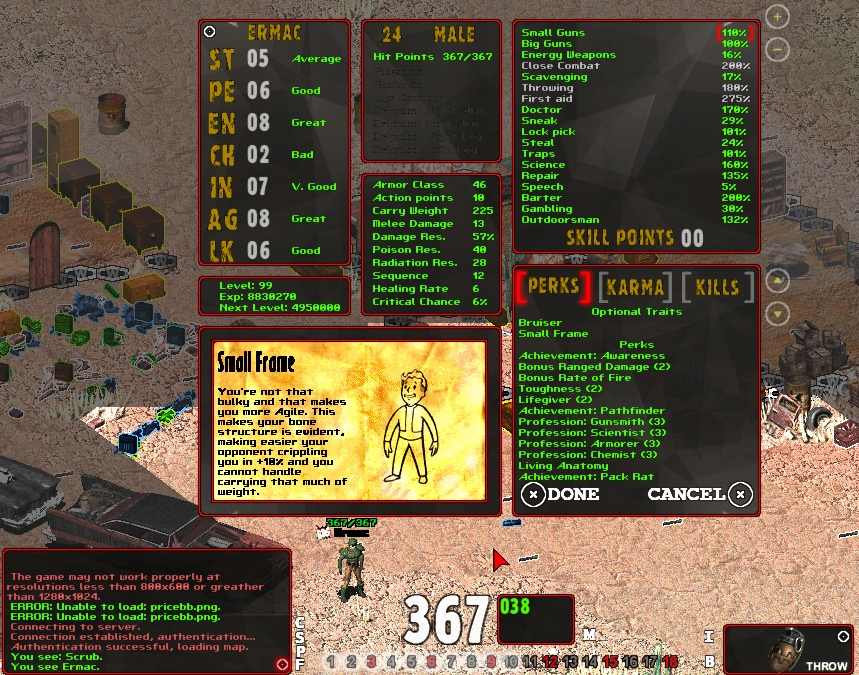 ERMAC
ST 05 Average
PE 06 Good
EN 08 Great
CH 02 Bad
IN 07 V. Good
AG 08 Great
LK 06 Good
Level: 99
Exp: 8830270
Next Level: 4950000
24 MALE
Hit Points 367/367
Armor Class 46
Action points 10
Carry Weight 225
Melee Damage 13
Damage Res. 57%
Poison Res. 40
Radiation Res. 28
Sequence 12
Healing Rate 6
Critical Chance 6%
Small Guns 110%
Big Guns 100%
Energy Weapons 16%
Close Combat 200%
Scavenging 17%
Throwing 180%
First aid 275%
Doctor 170%
Sneak 29%
Lock pick 101%
Steal 24%
Traps 101%
Science 160%
Repair 135%
Speech 5%
Barter 200%
Gambling 30%
Outdoorsman 132%
SKILL POINTS 00
PERKS KARMA KILLS
Optional Traits
Bruiser
Small Frame
Perks
Achievement: Awareness
Bonus Ranged Damage (2)
Bonus Rate of Fire
Toughness (2)
Lifegiver (2)
Achievement: Pathfinder
Profession: Gunsmith (3)
Profession: Scientist (3)
Profession: Armorer (3)
Profession: Chemist (3)
Living Anatomy
Achievement: Pack Rat
DONE CANCEL
Small Frame
You're not that
bulky and that makes
you more Agile. This
makes your bone
structure is evident,
making easier your
opponent crippling
you in +10% and you
cannot handle
carrying that much of
weight.
367/367
Ermac
The game may not work properly at
resolutions less than 800x600 or greather
than 1280x1024.
ERROR: Unable to load: pricebb.png.
ERROR: Unable to load: pricebb.png.
Connecting to server.
Connection established, authentication...
Authentication successful, loading map.
You see: Scrub.
You see Ermac.
C
S
P
F
367
038
M
I
B
1 2 3 4 5 6 7 8 9 10 11 12 13 14 15 16 17 18
THROW